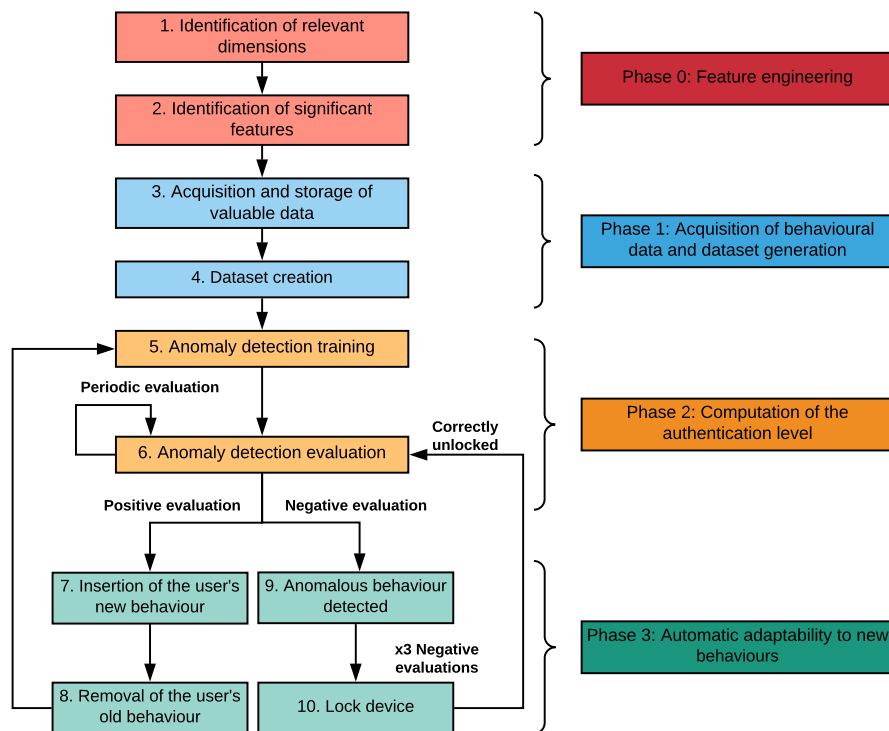 1. Identification of relevant
dimensions
Phase 0: Feature engineering
2. Identification of significant
features
3. Acquisition and storage of
valuable data
Phase 1: Acquisition of behavioural
data and dataset generation
4. Dataset creation
5. Anomaly detection training
Periodic evaluation
Phase 2: Computation of the
authentication level
Correctly
unlocked
6. Anomaly detection evaluation
Positive evaluation
Negative evaluation
7. Insertion of the user's
new behaviour
9. Anomalous behaviour
detected
x3 Negative
evaluations
Phase 3: Automatic adaptability to new
behaviours
8. Removal of the user's
old behaviour
10. Lock device